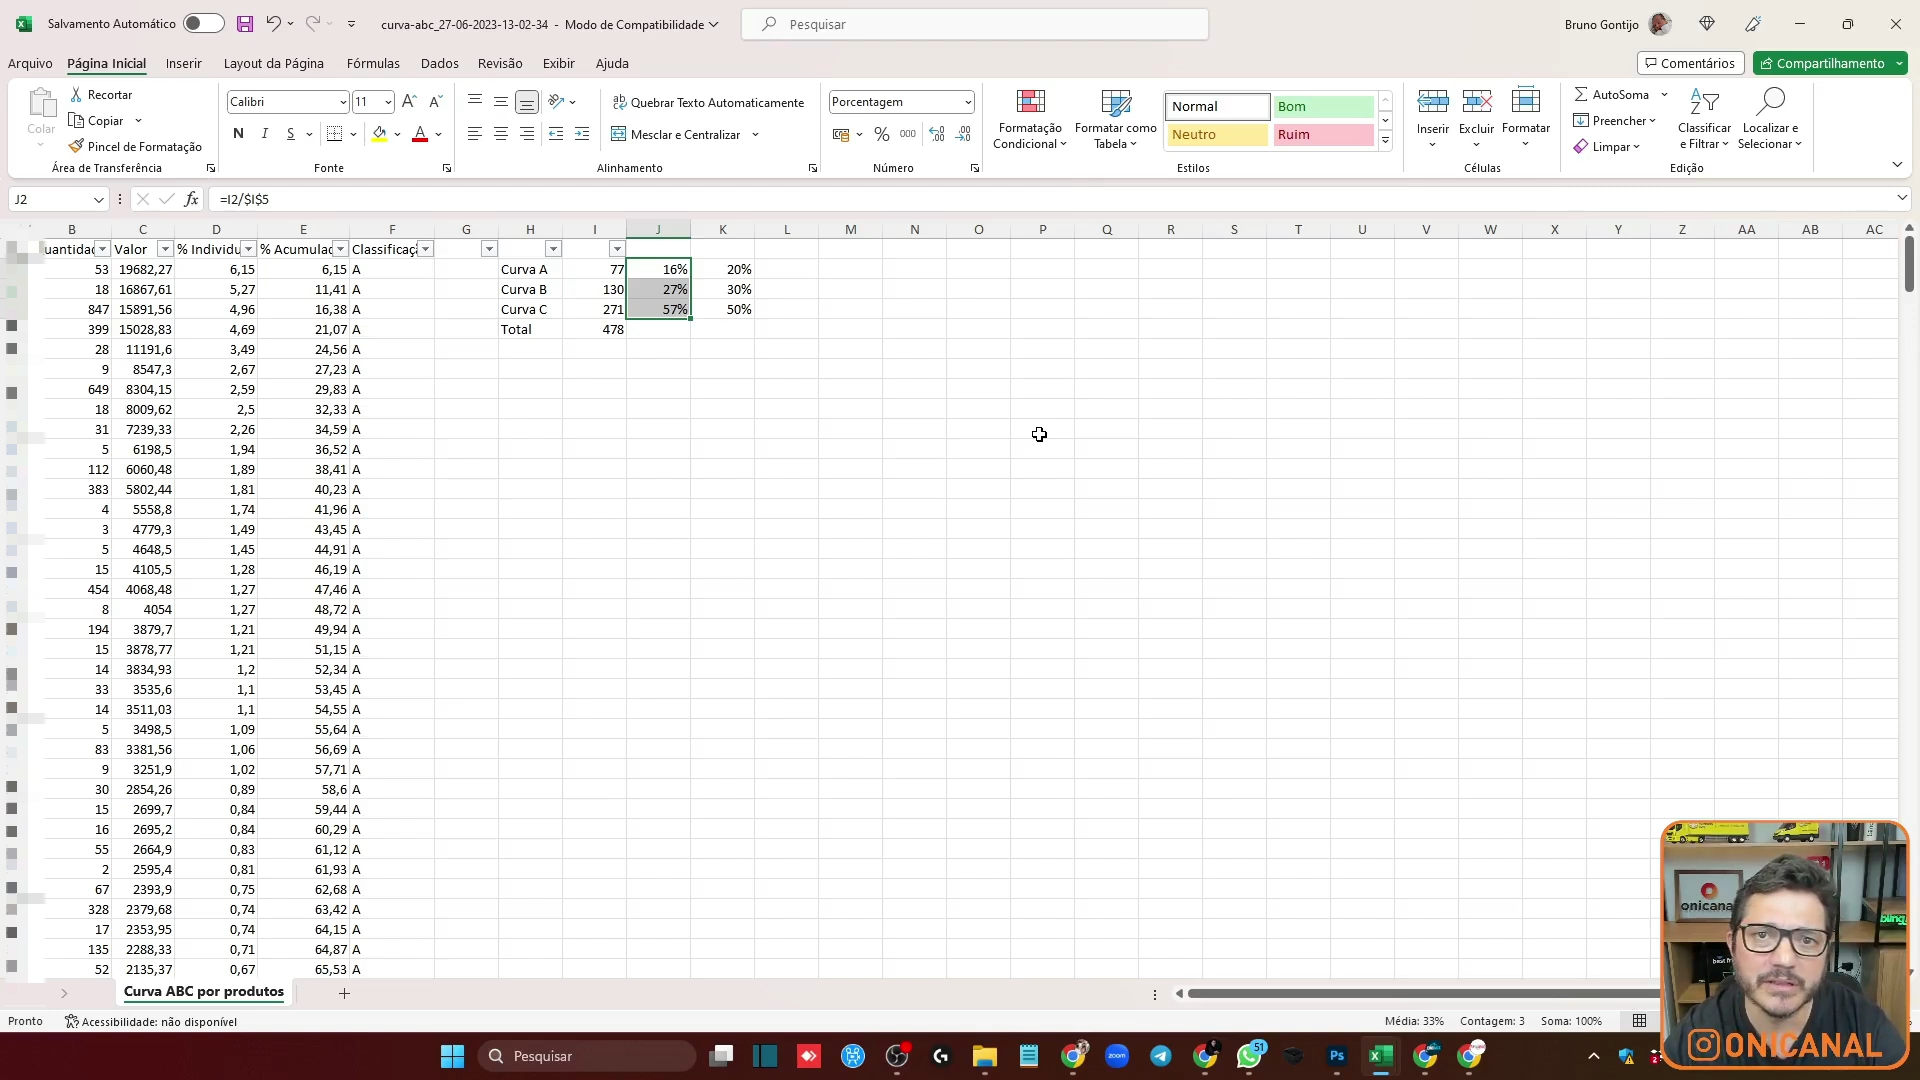 Salvamento Automático
curva-abc_27-06-2023-13-02-34 - Modo de Compatibilidade
Pesquisar
Bruno Gontijo
Arquivo Página Inicial Inserir Layout da Página Fórmulas Dados Revisão Exibir Ajuda
Comentários Compartilhamento
Colar
Recortar
Copiar
Pincel de Formatação
Área de Transferência
Calibri 11
N I S
Fonte
Quebrar Texto Automaticamente
Mesclar e Centralizar
Alinhamento
Porcentagem
% 000
Número
Formatação Condicional
Formatar como Tabela
Normal Bom
Neutro Ruim
Estilos
Inserir Excluir Formatar
Células
AutoSoma
Preencher
Limpar
Classificar e Filtrar
Localizar e Selecionar
Edição
J2 fx =I2/$I$5
B C D E F G H I J K L M N O P Q R S T U V W X Y Z AA AB AC
uantidad Valor % Individu % Acumulad Classificaçã
53 19682,27 6,15 6,15 A Curva A 77 16% 20%
18 16867,61 5,27 11,41 A Curva B 130 27% 30%
847 15891,56 4,96 16,38 A Curva C 271 57% 50%
399 15028,83 4,69 21,07 A Total 478
28 11191,6 3,49 24,56 A
9 8547,3 2,67 27,23 A
649 8304,15 2,59 29,83 A
18 8009,62 2,5 32,33 A
31 7239,33 2,26 34,59 A
5 6198,5 1,94 36,52 A
112 6060,48 1,89 38,41 A
383 5802,44 1,81 40,23 A
4 5558,8 1,74 41,96 A
3 4779,3 1,49 43,45 A
5 4648,5 1,45 44,91 A
15 4105,5 1,28 46,19 A
454 4068,48 1,27 47,46 A
8 4054 1,27 48,72 A
194 3879,7 1,21 49,94 A
15 3878,77 1,21 51,15 A
14 3834,93 1,2 52,34 A
33 3535,6 1,1 53,45 A
14 3511,03 1,1 54,55 A
5 3498,5 1,09 55,64 A
83 3381,56 1,06 56,69 A
9 3251,9 1,02 57,71 A
30 2854,26 0,89 58,6 A
15 2699,7 0,84 59,44 A
16 2695,2 0,84 60,29 A
55 2664,9 0,83 61,12 A
2 2595,4 0,81 61,93 A
67 2393,9 0,75 62,68 A
328 2379,68 0,74 63,42 A
17 2353,95 0,74 64,15 A
135 2288,33 0,71 64,87 A
52 2135,37 0,67 65,53 A
onicanal
bling
Curva ABC por produtos
Pronto Acessibilidade: não disponível
Média: 33% Contagem: 3 Soma: 100%
Pesquisar
zoom
51
Ps
ONICANAL